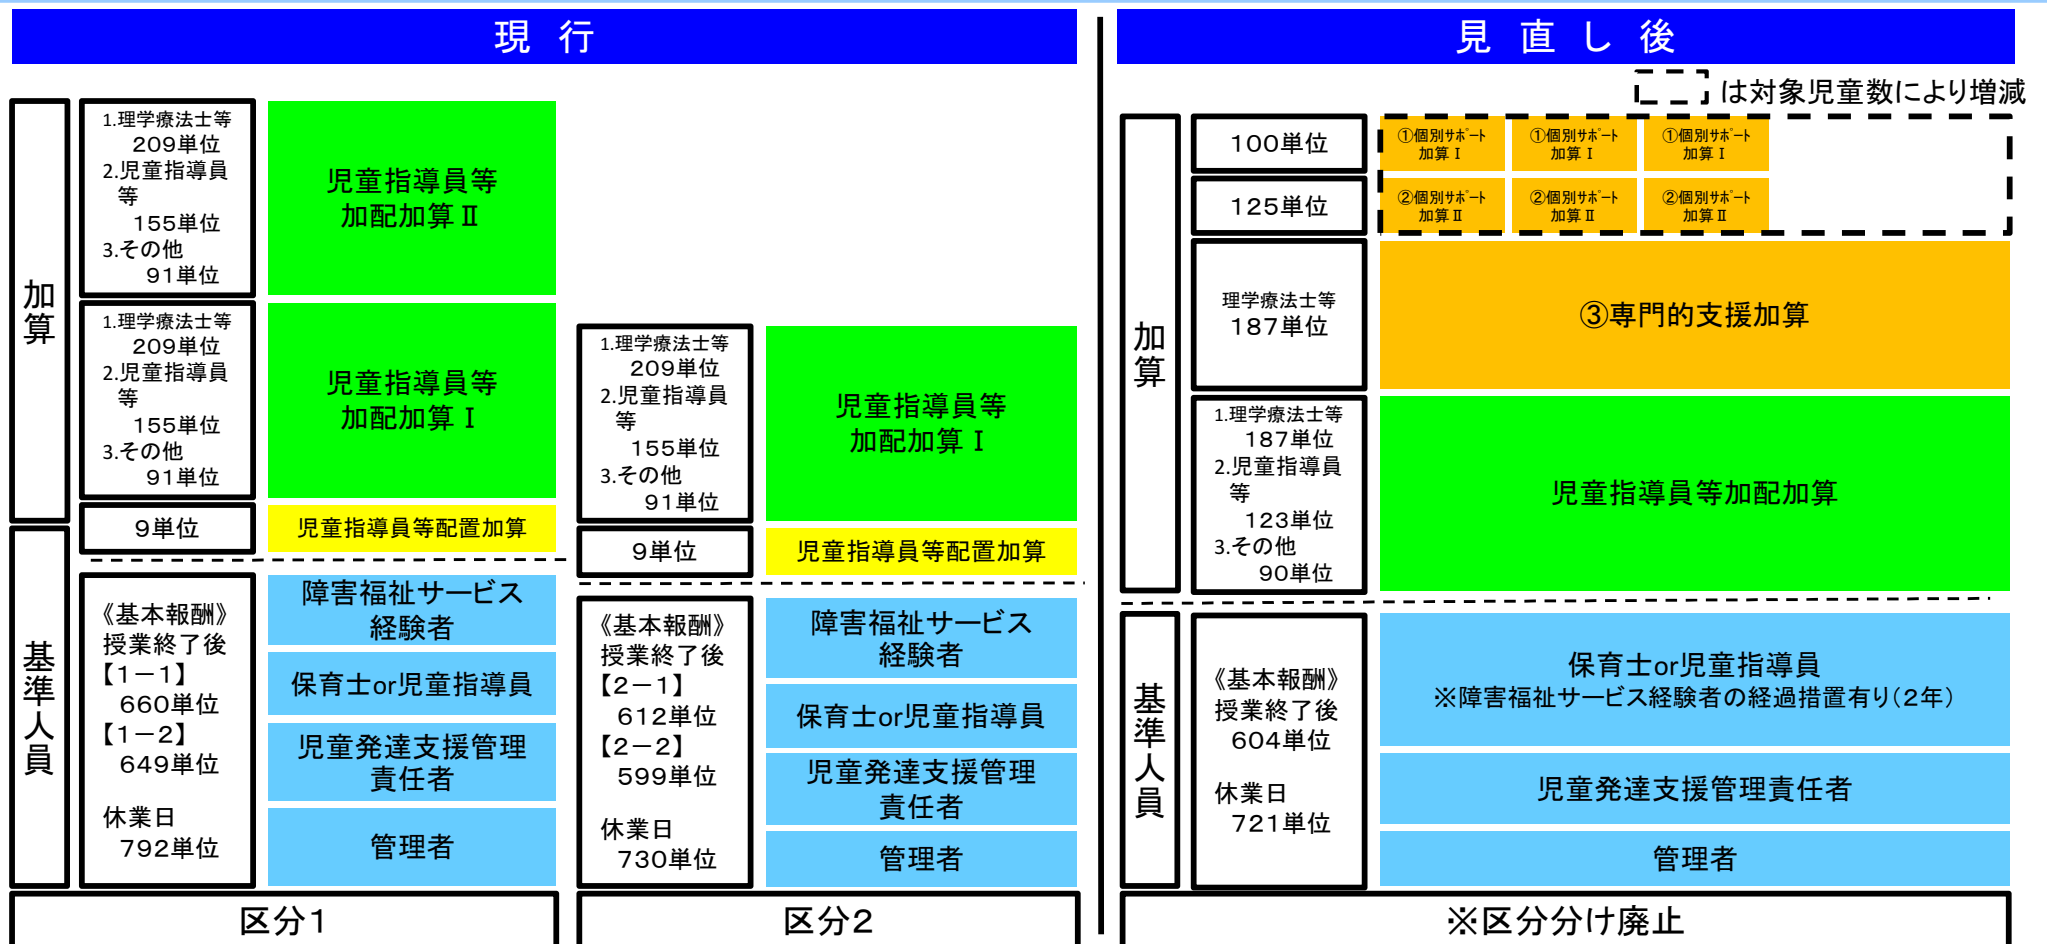 現行
加算
1.理学療法士等
209単位
2.児童指導員
等
155単位
3.その他
91単位
児童指導員等
加配加算Ⅱ
1.理学療法士等
209単位
2.児童指導員
等
155単位
3.その他
91単位
児童指導員等
加配加算Ⅰ
9単位
児童指導員等配置加算
基準人員
《基本報酬》
授業終了後
【1-1】
660単位
【1-2】
649単位
休業日
792単位
障害福祉サービス
経験者
保育士or児童指導員
児童発達支援管理
責任者
管理者
区分1
1.理学療法士等
209単位
2.児童指導員
等
155単位
3.その他
91単位
児童指導員等
加配加算Ⅰ
9単位
児童指導員等配置加算
《基本報酬》
授業終了後
【2-1】
612単位
【2-2】
599単位
休業日
730単位
障害福祉サービス
経験者
保育士or児童指導員
児童発達支援管理
責任者
管理者
区分2
見直し後
は対象児童数により増減
加算
100単位
①個別サポート
加算Ⅰ
①個別サポート
加算Ⅰ
①個別サポート
加算Ⅰ
125単位
②個別サポート
加算Ⅱ
②個別サポート
加算Ⅱ
②個別サポート
加算Ⅱ
理学療法士等
187単位
③専門的支援加算
1.理学療法士等
187単位
2.児童指導員
等
123単位
3.その他
90単位
児童指導員等加配加算
基準人員
《基本報酬》
授業終了後
604単位
休業日
721単位
保育士or児童指導員
※障害福祉サービス経験者の経過措置有り(2年)
児童発達支援管理責任者
管理者
※区分分け廃止